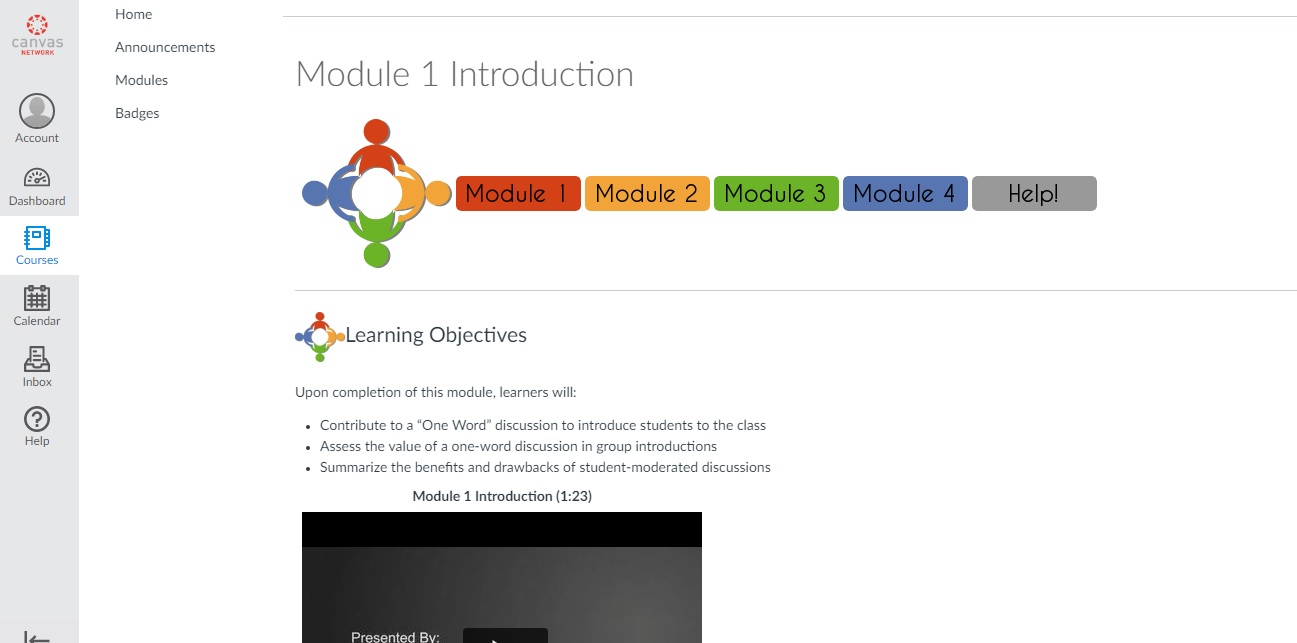 canvas
NETWORK
Account
Dashboard
Courses
Calendar
Inbox
Help
Home
Announcements
Modules
Badges
Module 1 Introduction
Module 1 Module 2 Module 3 Module 4 Help!
Learning Objectives
Upon completion of this module, learners will:
• Contribute to a “One Word” discussion to introduce students to the class
• Assess the value of a one-word discussion in group introductions
• Summarize the benefits and drawbacks of student-moderated discussions
Module 1 Introduction (1:23)
Presented By: